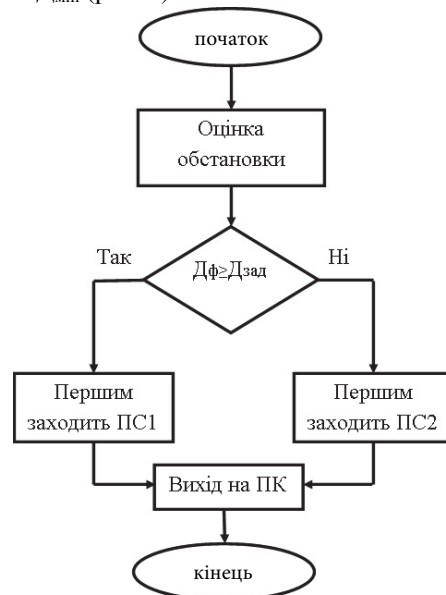 початок
Оцінка
обстановки
Так
Дф≥Дзад
Ні
Першим
заходить ПС1
Першим
заходить ПС2
Вихід на ПК
кінець